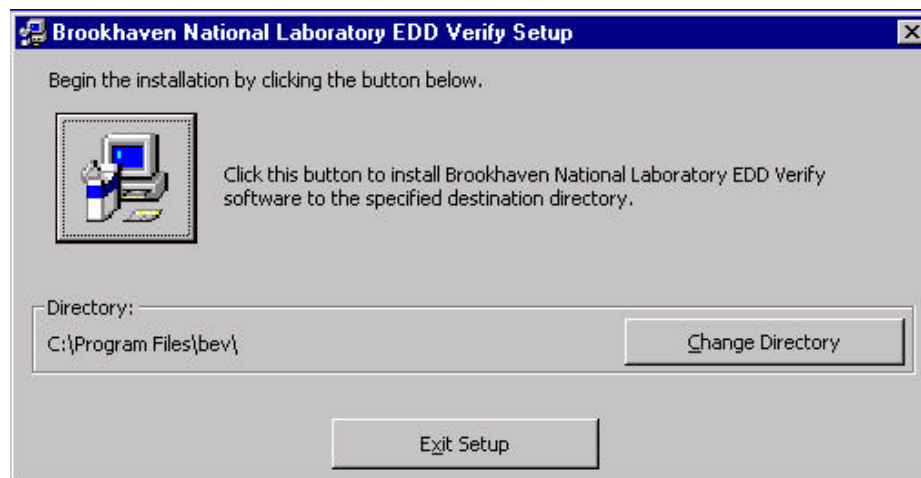 Brookhaven National Laboratory EDD Verify Setup
Begin the installation by clicking the button below.
Click this button to install Brookhaven National Laboratory EDD Verify
software to the specified destination directory.
Directory:
C:\Program Files\bev\
Change Directory
Exit Setup